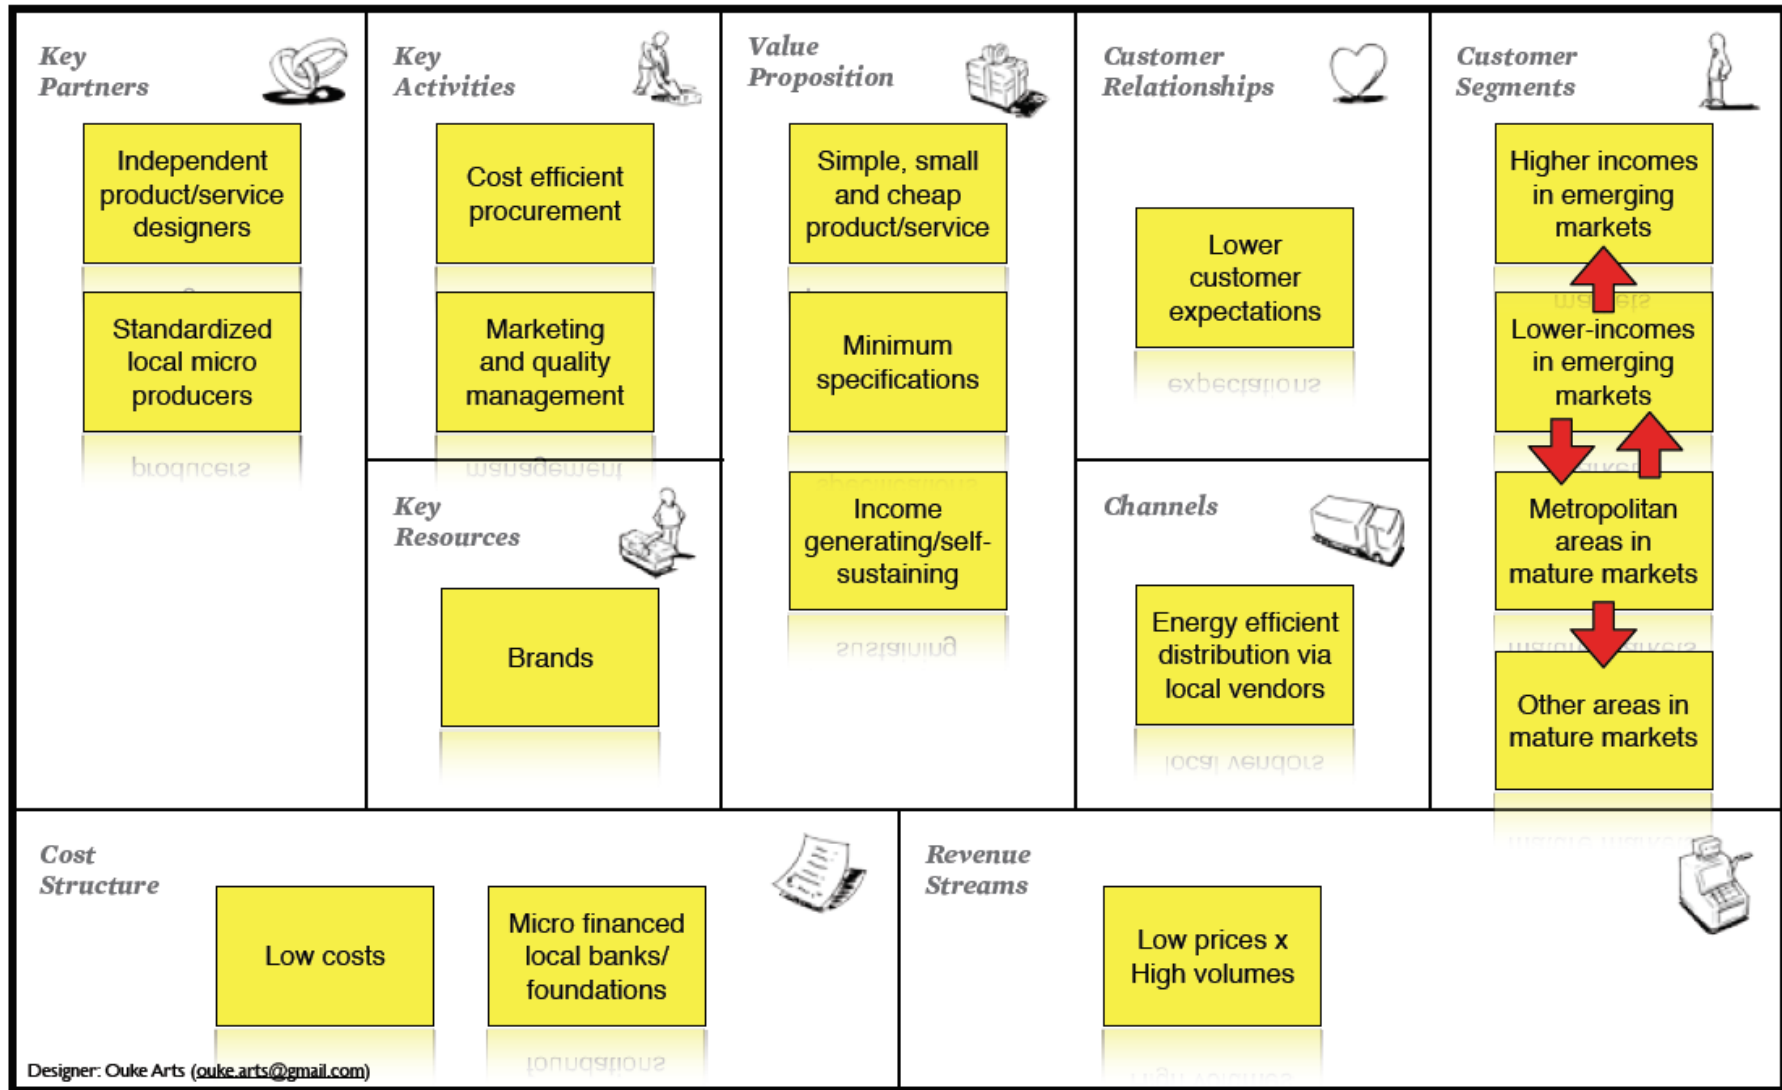 Key
Partners
Independent
product/service
designers
Standardized
local micro
producers
Key
Activities
Cost efficient
procurement
Marketing
and quality
management
Key
Resources
Brands
Value
Proposition
Simple, small
and cheap
product/service
Minimum
specifications
Income
generating/self-
sustaining
Customer
Relationships
Lower
customer
expectations
Channels
Energy efficient
distribution via
local vendors
Customer
Segments
Higher incomes
in emerging
markets
Lower-incomes
in emerging
markets
Metropolitan
areas in
mature markets
Other areas in
mature markets
Cost
Structure
Low costs
Micro financed
local banks/
foundations
Revenue
Streams
Low prices x
High volumes
Designer: Ouke Arts (ouke.arts@gmail.com)